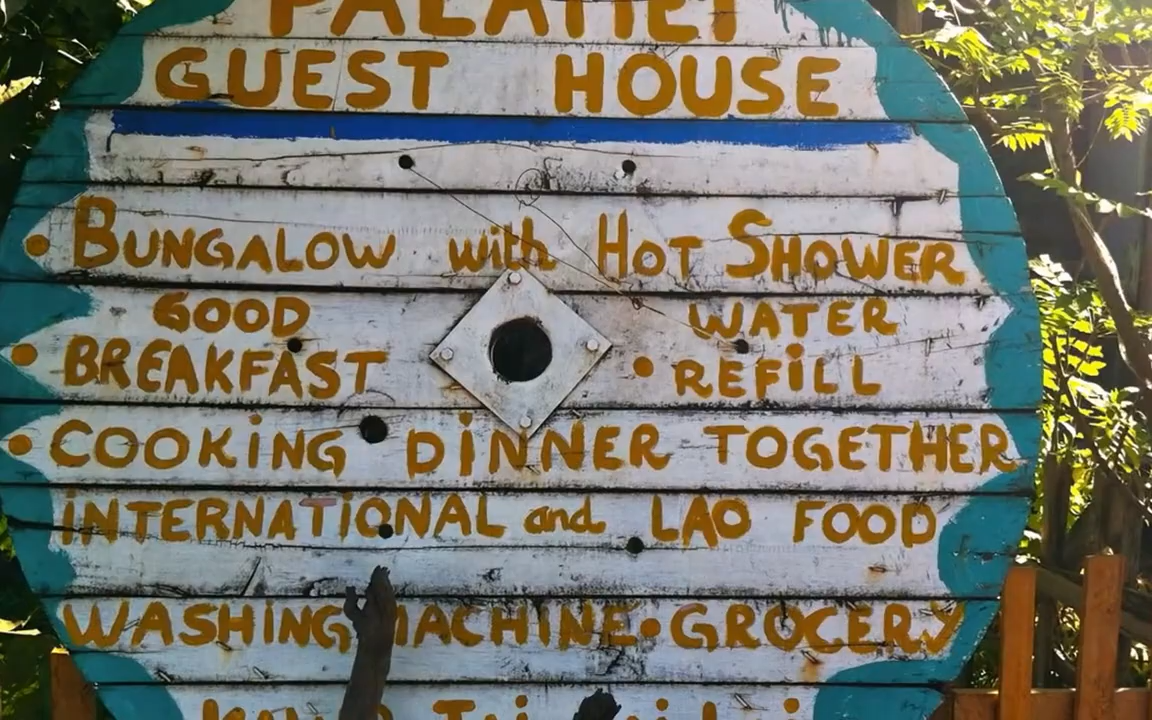 GUEST HOUSE
• BUNGALOW with HOT SHOWER
• GOOD BREAKFAST
• WATER REFiLL
• COOKiNG DiNNER TOGETHER
iNTERNATiONAL and LAO FOOD
WASHiNG MACHiNE • GROCERY